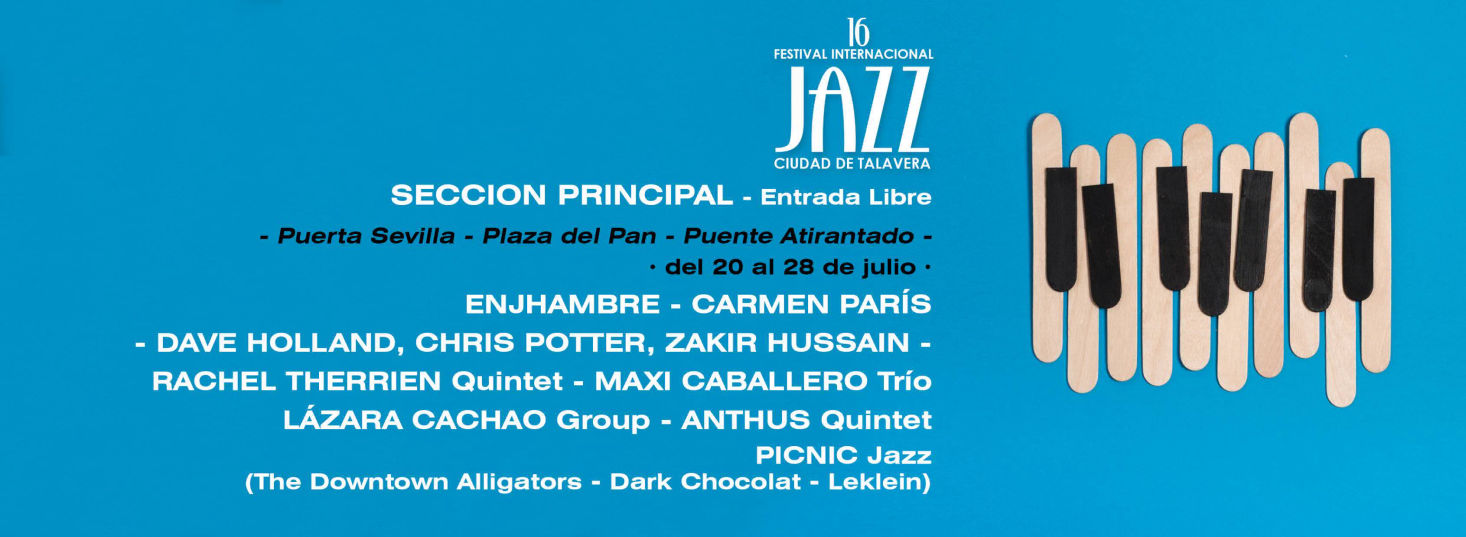 16
FESTIVAL INTERNACIONAL
JAZZ
CIUDAD DE TALAVERA
SECCION PRINCIPAL - Entrada Libre
- Puerta Sevilla - Plaza del Pan - Puente Atirantado -
· del 20 al 28 de julio ·
ENJHAMBRE - CARMEN PARÍS
- DAVE HOLLAND, CHRIS POTTER, ZAKIR HUSSAIN -
RACHEL THERRIEN Quintet - MAXI CABALLERO Trío
LÁZARA CACHAO Group - ANTHUS Quintet
PICNIC Jazz
(The Downtown Alligators - Dark Chocolat - Leklein)